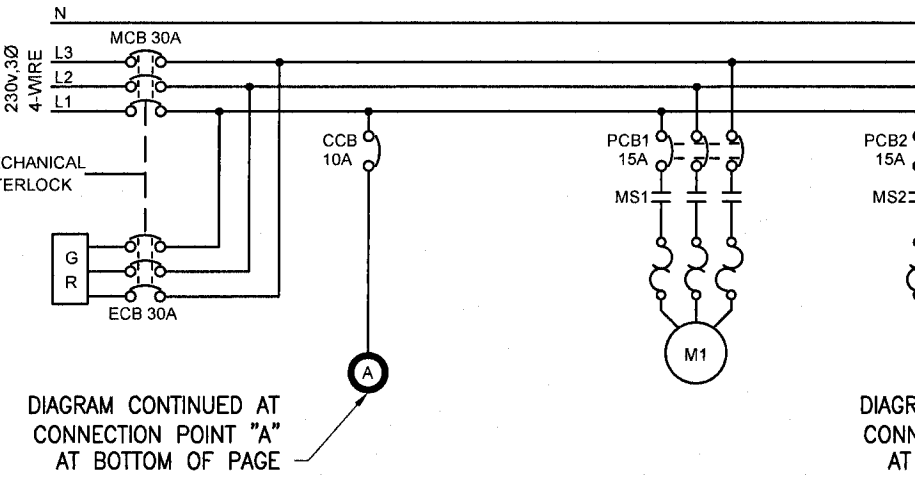 N
MCB 30A
L3
L2
L1
230v,3Ø
4-WIRE
CCB
10A
PCB1
15A
PCB2
15A
CHANICAL
TERLOCK
MS1
MS2
G
R
ECB 30A
M1
A
DIAGRAM CONTINUED AT
CONNECTION POINT "A"
AT BOTTOM OF PAGE
DIAGR
CONN
AT